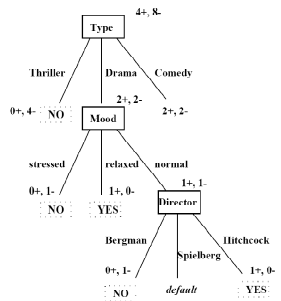 4+, 8-
Type
Thriller Drama Comedy
0+, 4- NO 2+, 2- 2+, 2-
Mood
stressed relaxed normal
0+, 1- 1+, 0- 1+, 1-
NO YES Director
Bergman Spielberg Hitchcock
0+, 1- default 1+, 0-
NO YES